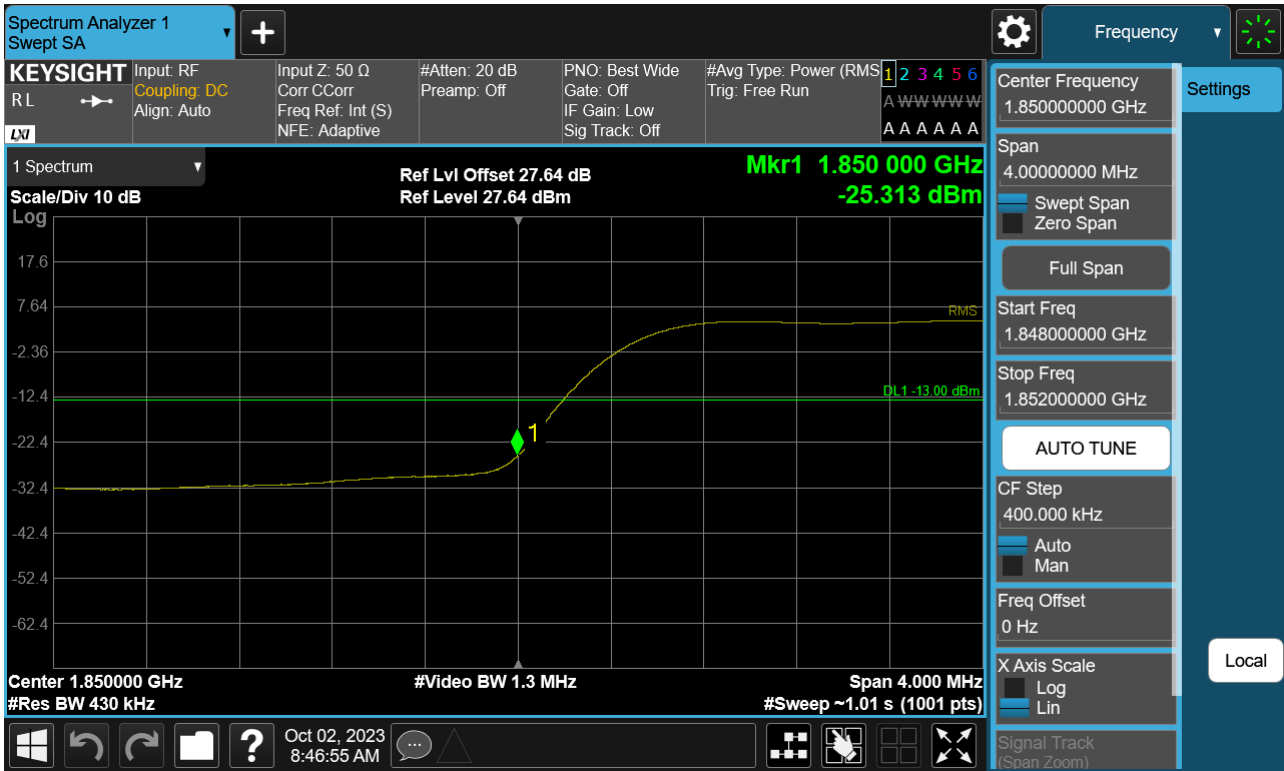 Spectrum Analyzer 1
Swept SA
Frequency
KEYSIGHT
R L
LXI
Input: RF
Coupling: DC
Align: Auto
Input Z: 50 Ω
Corr CCorr
Freq Ref: Int (S)
NFE: Adaptive
#Atten: 20 dB
Preamp: Off
PNO: Best Wide
Gate: Off
IF Gain: Low
Sig Track: Off
#Avg Type: Power (RMS
Trig: Free Run
1 2 3 4 5 6
A W W W W W
A A A A A A
1 Spectrum
Scale/Div 10 dB
Log
Ref Lvl Offset 27.64 dB
Ref Level 27.64 dBm
Mkr1 1.850 000 GHz
-25.313 dBm
17.6
7.64
-2.36
-12.4
-22.4
-32.4
-42.4
-52.4
-62.4
RMS
DL1 -13.00 dBm
1
Center 1.850000 GHz
#Res BW 430 kHz
#Video BW 1.3 MHz
Span 4.000 MHz
#Sweep ~1.01 s (1001 pts)
Center Frequency
1.850000000 GHz
Span
4.00000000 MHz
Swept Span
Zero Span
Full Span
Start Freq
1.848000000 GHz
Stop Freq
1.852000000 GHz
AUTO TUNE
CF Step
400.000 kHz
Auto
Man
Freq Offset
0 Hz
X Axis Scale
Log
Lin
Signal Track
(Span Zoom)
Settings
Local
?
Oct 02, 2023
8:46:55 AM